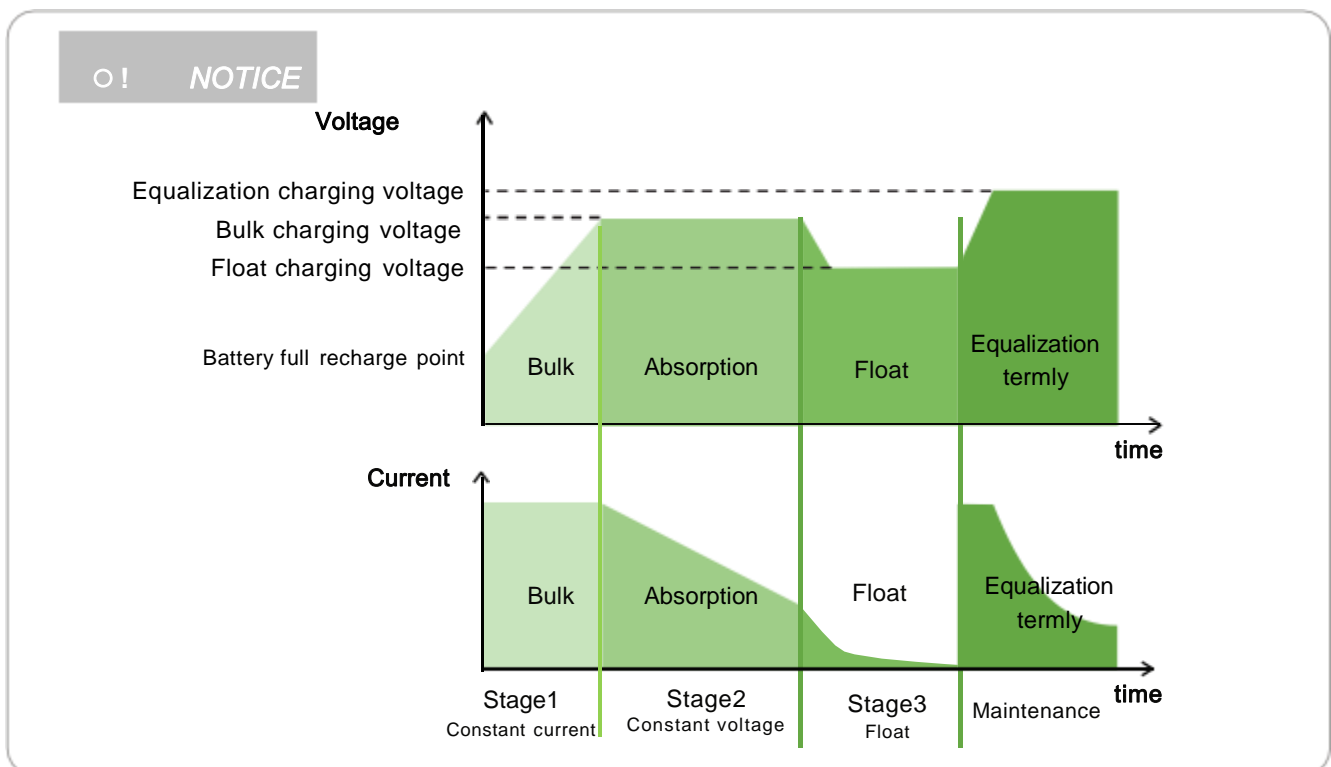 ○! NOTICE
Voltage
Equalization charging voltage
Bulk charging voltage
Float charging voltage
Battery full recharge point
Bulk
Absorption
Float
Equalization
termly
time
Current
Bulk
Absorption
Float
Equalization
termly
time
Stage1
Constant current
Stage2
Constant voltage
Stage3
Float
Maintenance